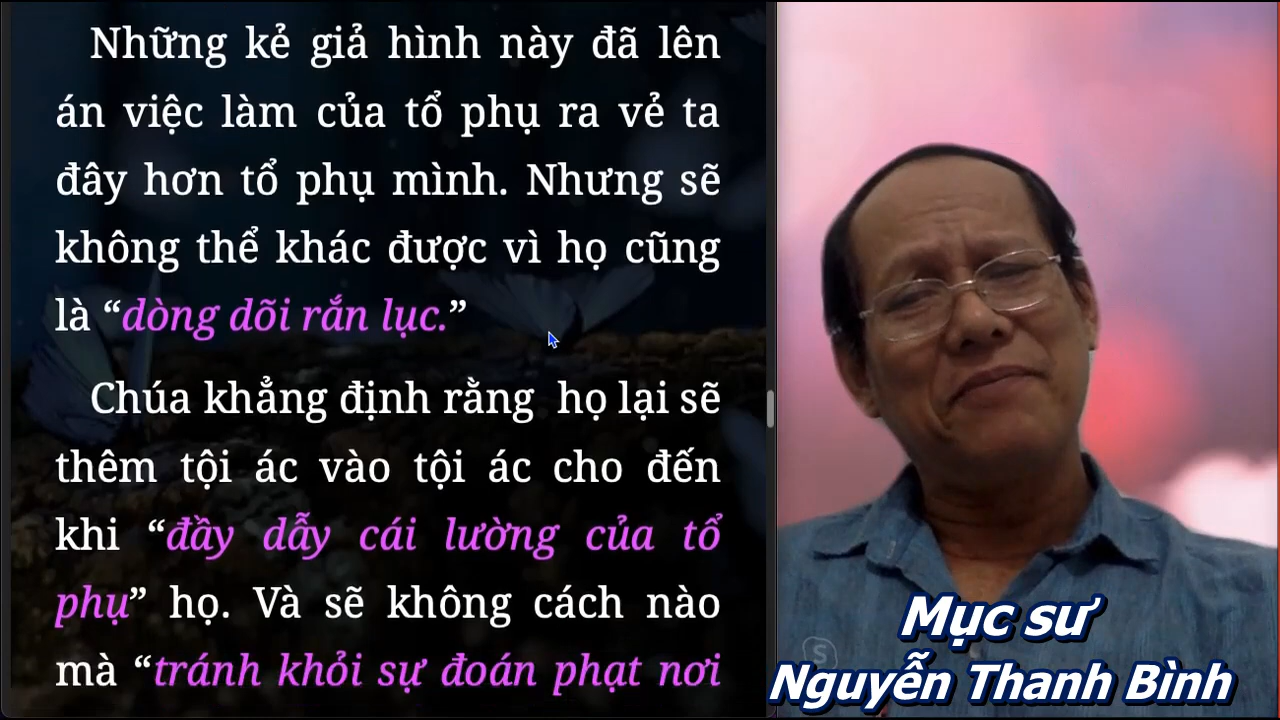 Những kẻ giả hình này đã lên
án việc làm của tổ phụ ra vẻ ta
đây hơn tổ phụ mình. Nhưng sẽ
không thể khác được vì họ cũng
là “dòng dõi rắn lục.”
Chúa khẳng định rằng họ lại sẽ
thêm tội ác vào tội ác cho đến
khi “đầy dẫy cái lường của tổ
phụ” họ. Và sẽ không cách nào
mà “tránh khỏi sự đoán phạt nơi
Mục sư
Nguyễn Thanh Bình